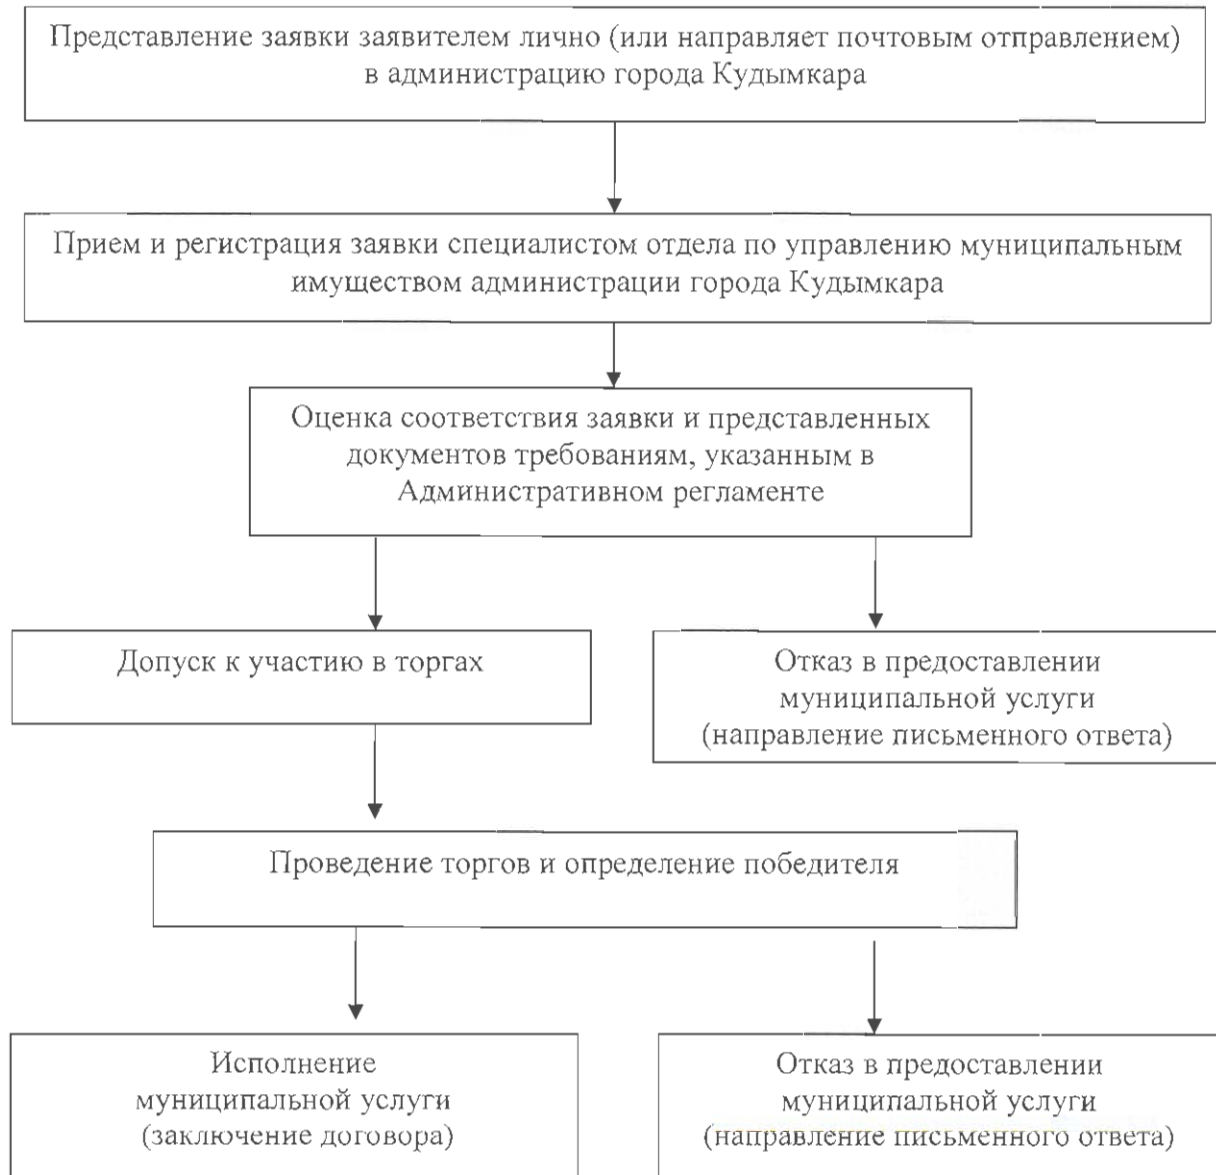 Представление заявки заявителем лично (или направляет почтовым отправлением)
в администрацию города Кудымкара
Прием и регистрация заявки специалистом отдела по управлению муниципальным
имуществом администрации города Кудымкара
Оценка соответствия заявки и представленных
документов требованиям, указанным в
Административном регламенте
Допуск к участию в торгах
Отказ в предоставлении
муниципальной услуги
(направление письменного ответа)
Проведение торгов и определение победителя
Исполнение
муниципальной услуги
(заключение договора)
Отказ в предоставлении
муниципальной услуги
(направление письменного ответа)